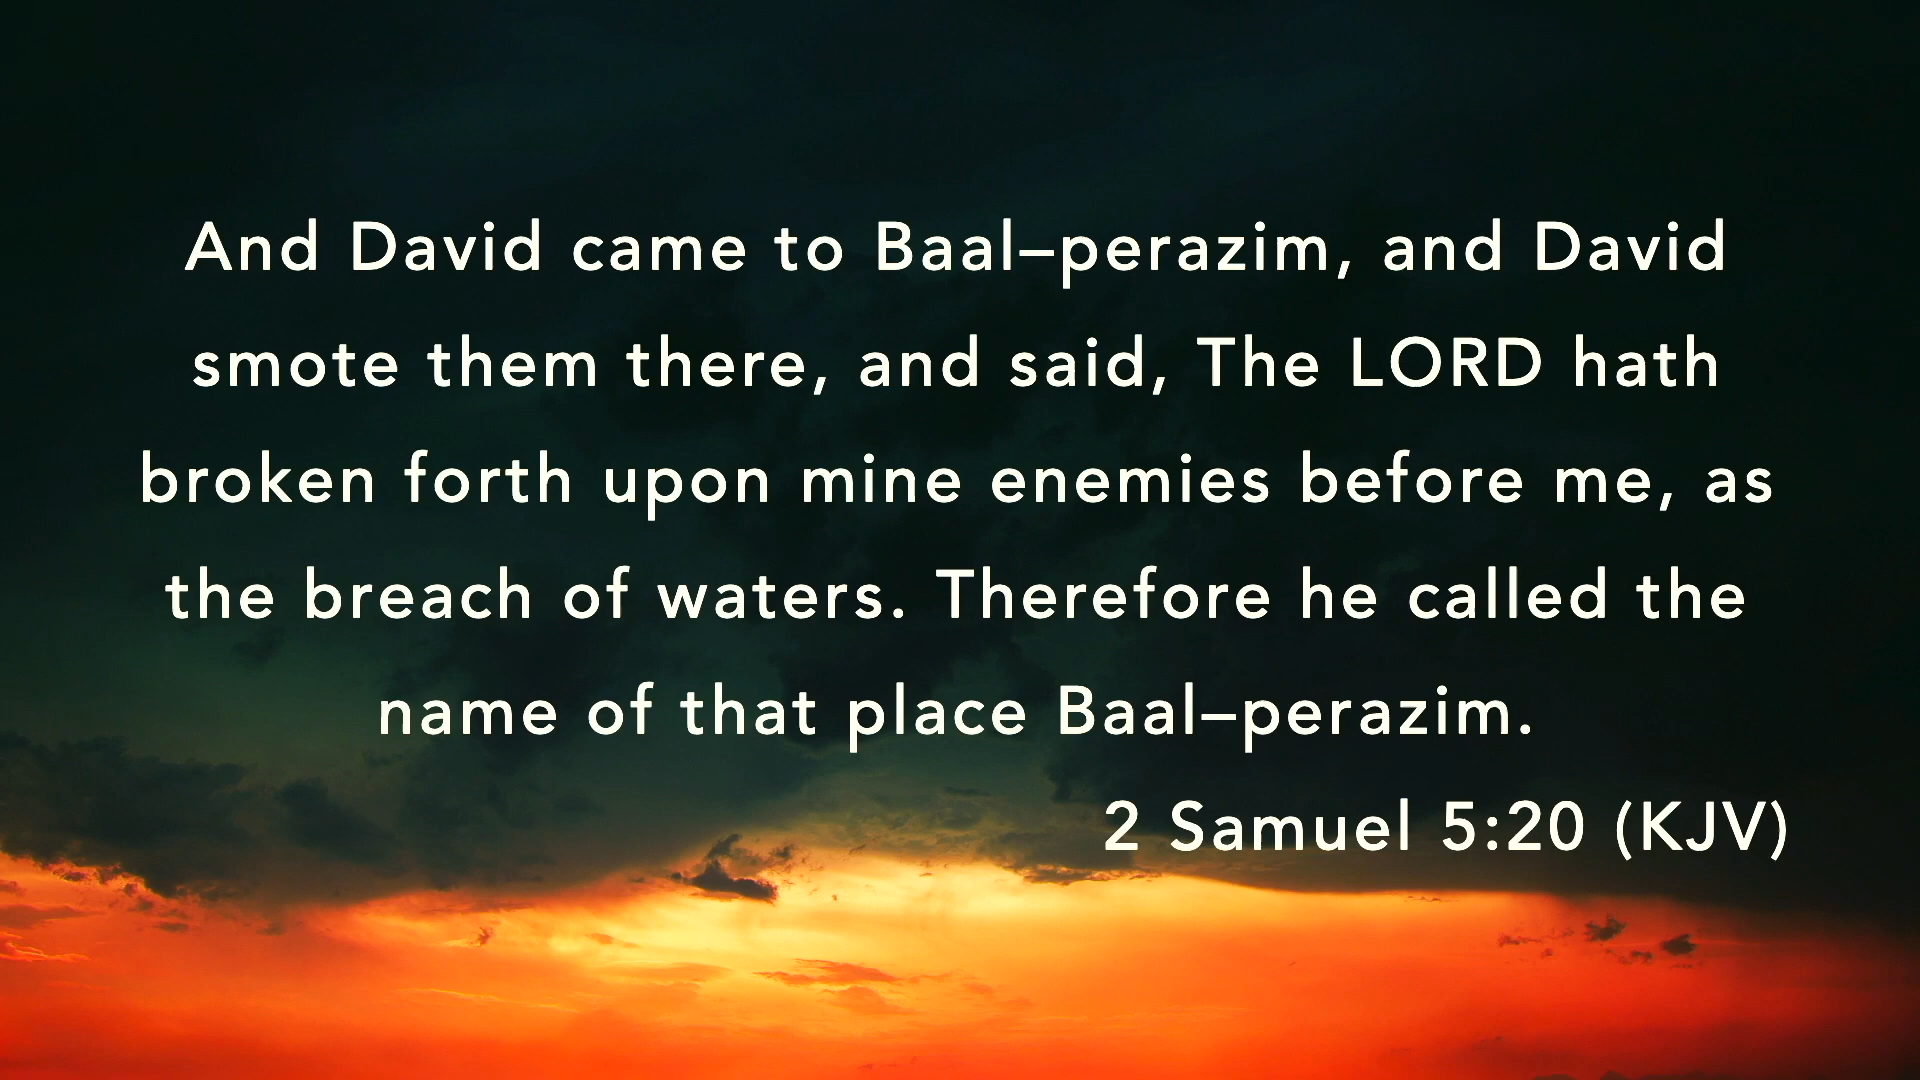 And David came to Baal–perazim, and David
smote them there, and said, The LORD hath
broken forth upon mine enemies before me, as
the breach of waters. Therefore he called the
name of that place Baal–perazim.
2 Samuel 5:20 (KJV)